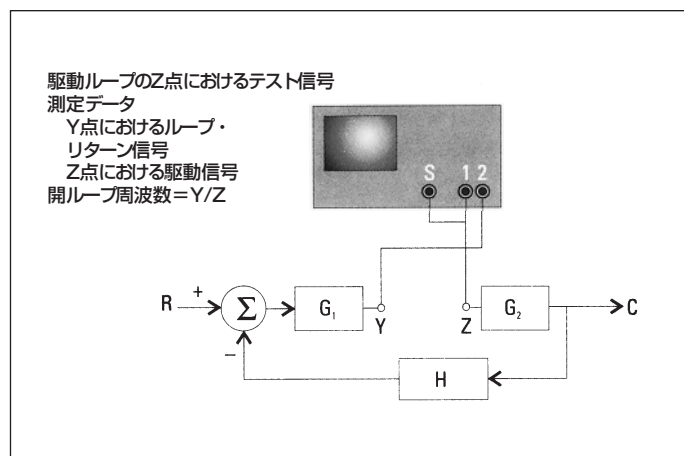 駆動ループのZ点におけるテスト信号
測定データ
Y点におけるループ・
リターン信号
Z点における駆動信号
開ループ周波数=Y/Z
S 1 2
R + Σ G₁ Y Z G₂ C
−
H